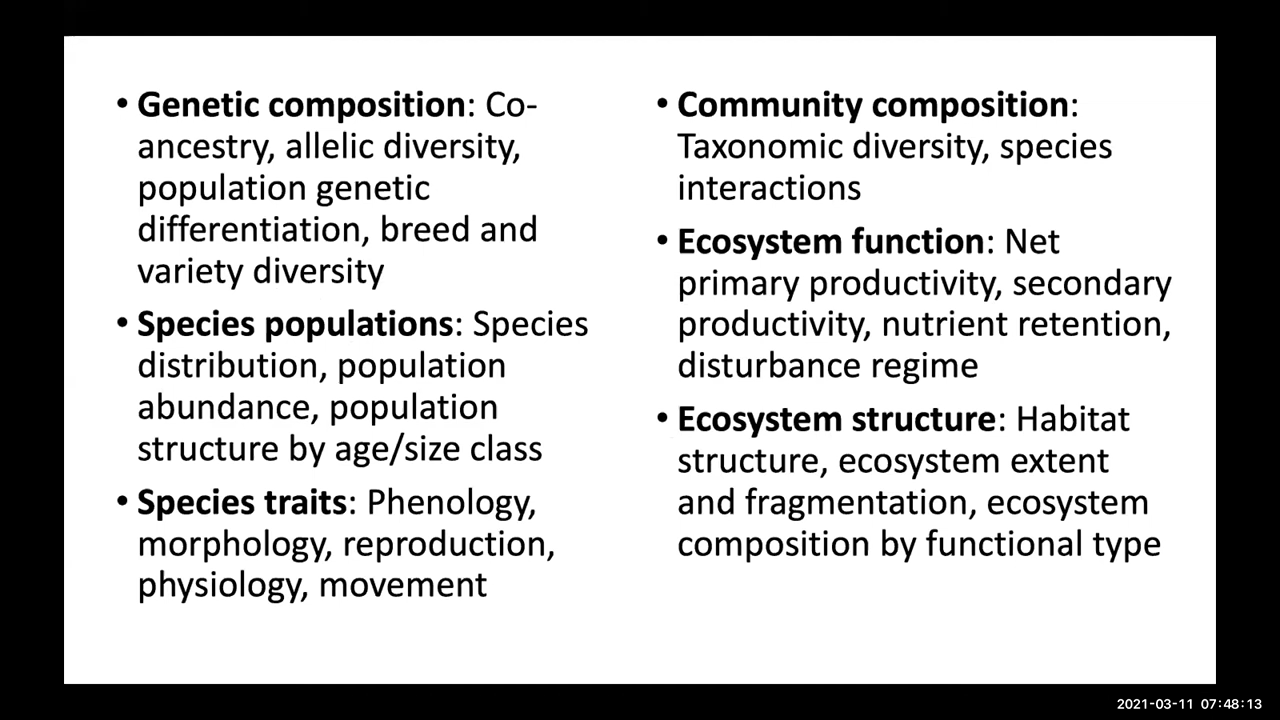 • Genetic composition: Co-
ancestry, allelic diversity,
population genetic
differentiation, breed and
variety diversity
• Species populations: Species
distribution, population
abundance, population
structure by age/size class
• Species traits: Phenology,
morphology, reproduction,
physiology, movement
• Community composition:
Taxonomic diversity, species
interactions
• Ecosystem function: Net
primary productivity, secondary
productivity, nutrient retention,
disturbance regime
• Ecosystem structure: Habitat
structure, ecosystem extent
and fragmentation, ecosystem
composition by functional type
2021-03-11 07:48:13